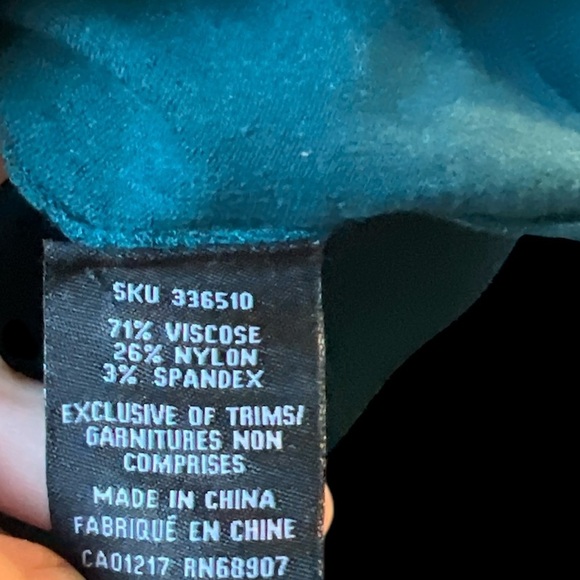 SKU 336510
71% VISCOSE
26% NYLON
3% SPANDEX
EXCLUSIVE OF TRIMS/
GARNITURES NON
COMPRISES
MADE IN CHINA
FABRIQUÉ EN CHINE
CA01217 RN68907